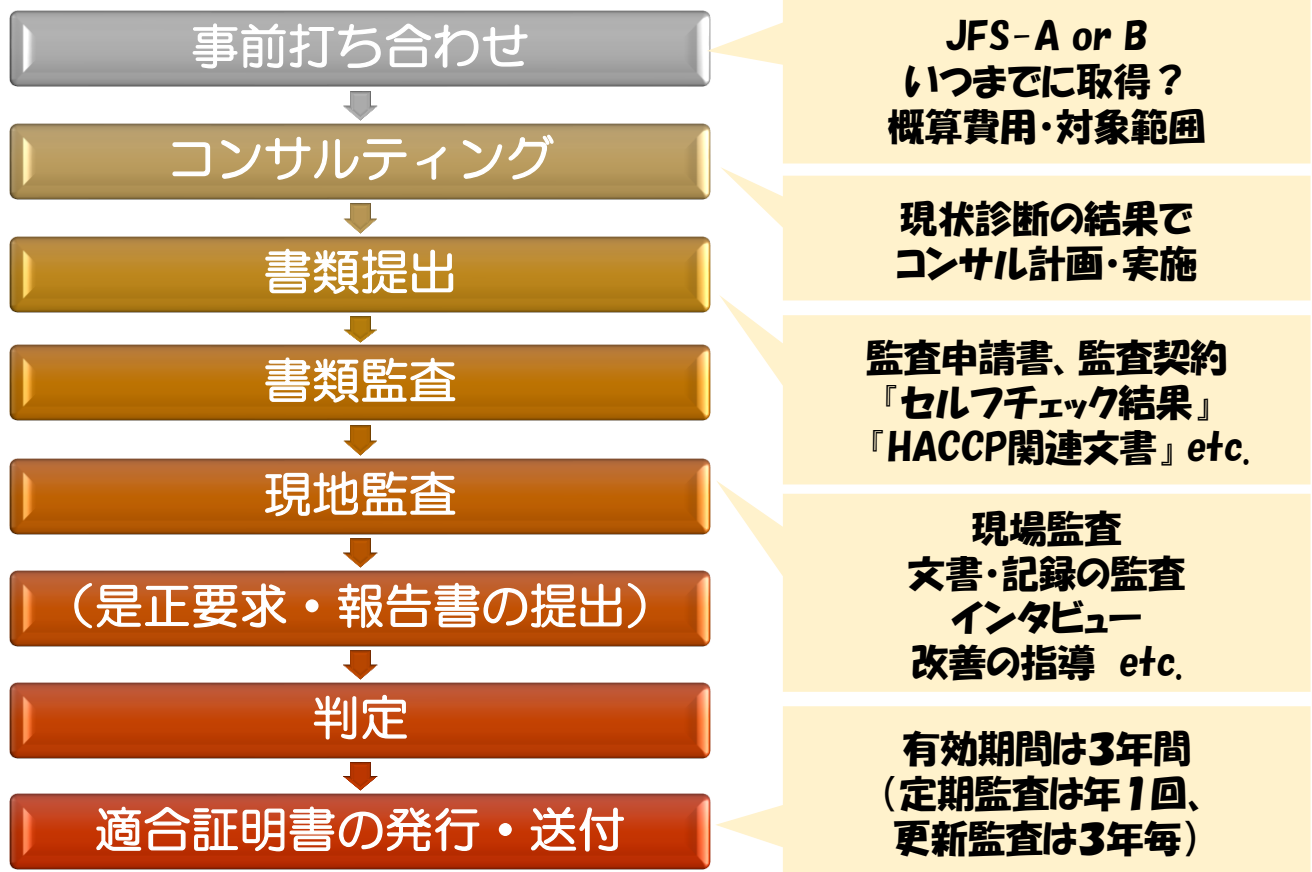 事前打ち合わせ
JFS-A or B
いつまでに取得？
概算費用・対象範囲
コンサルティング
現状診断の結果で
コンサル計画・実施
書類提出
監査申請書、監査契約
『セルフチェック結果』
『HACCP関連文書』etc.
書類監査
現地監査
現場監査
文書・記録の監査
インタビュー
改善の指導　etc.
（是正要求・報告書の提出）
判定
適合証明書の発行・送付
有効期間は3年間
（定期監査は年1回、
更新監査は3年毎）